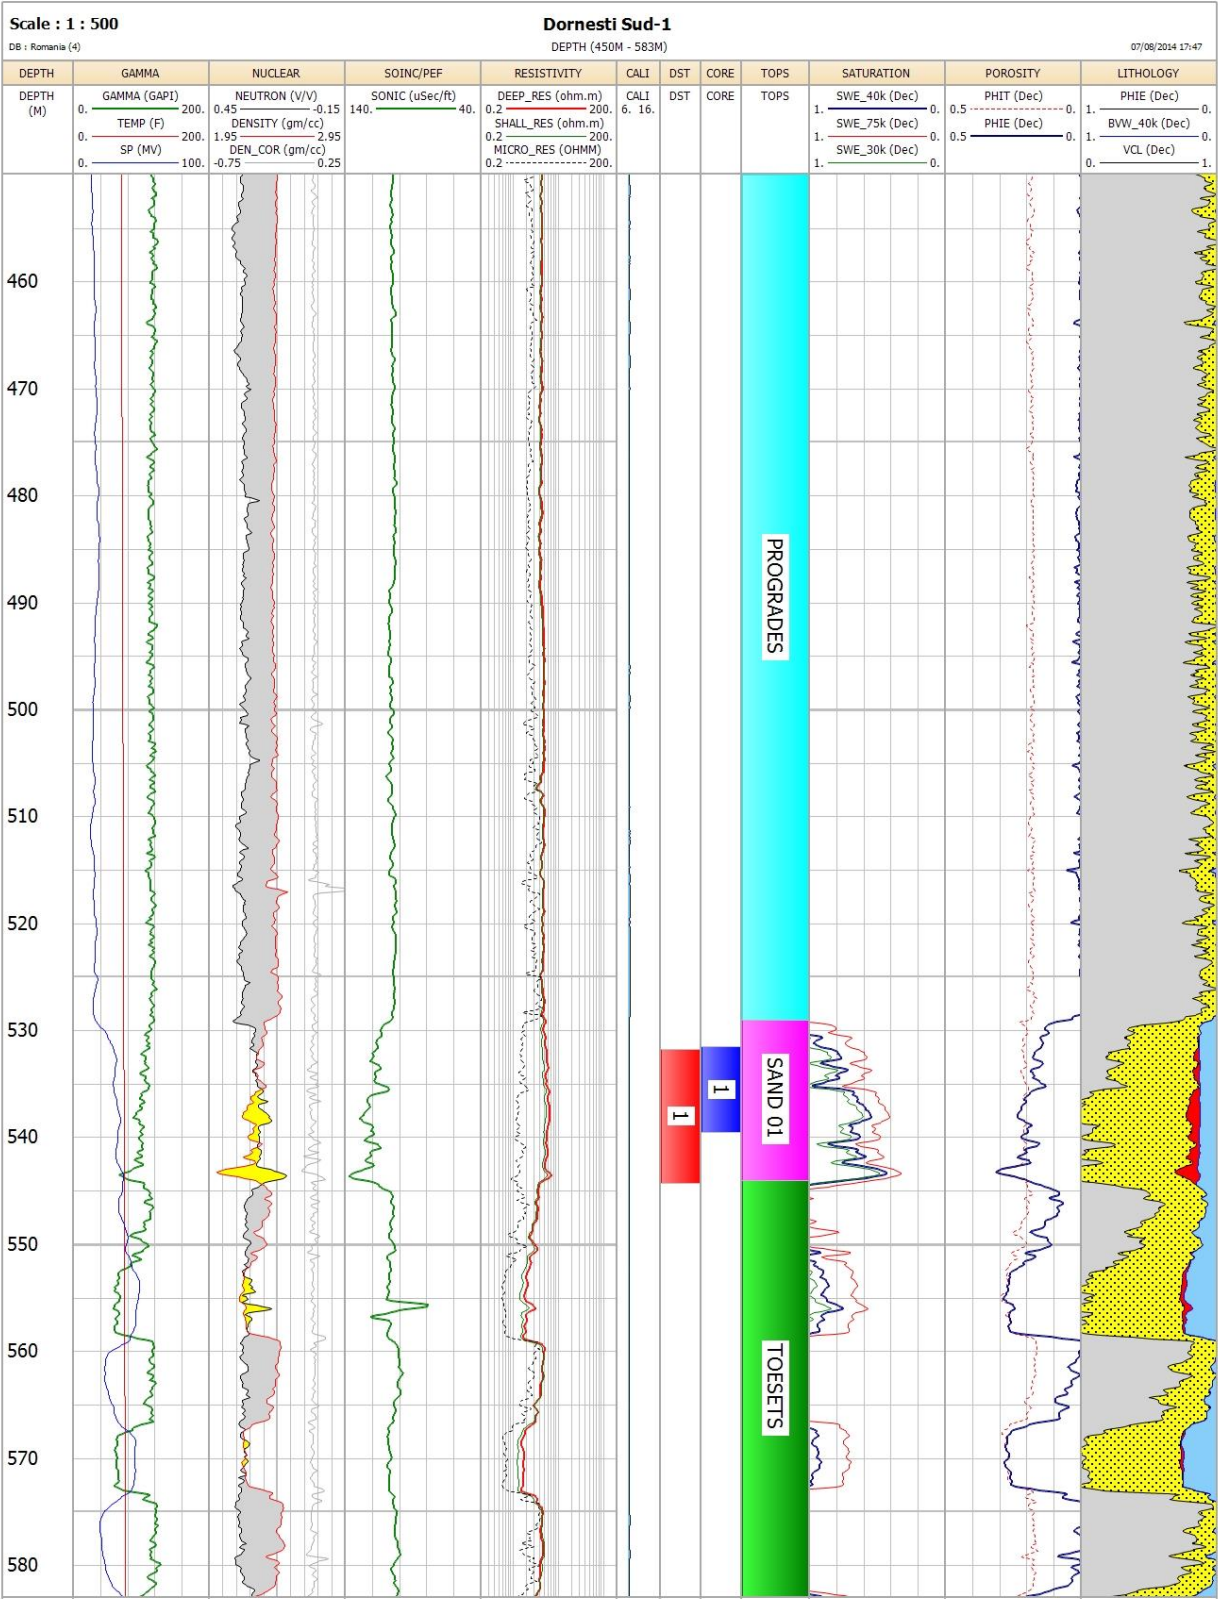 Scale : 1 : 500
Dornesti Sud-1
DB : Romania (4)
DEPTH (450M - 583M)
07/08/2014 17:47
DEPTH GAMMA NUCLEAR SOINC/PEF RESISTIVITY CALI DST CORE TOPS SATURATION POROSITY LITHOLOGY
DEPTH (M)
GAMMA (GAPI)
0. 200.
TEMP (F)
0. 200.
SP (MV)
0. 100.
NEUTRON (V/V)
0.45 -0.15
DENSITY (gm/cc)
1.95 2.95
DEN_COR (gm/cc)
-0.75 0.25
SONIC (uSec/ft)
140. 40.
DEEP_RES (ohm.m)
0.2 200.
SHALL_RES (ohm.m)
0.2 200.
MICRO_RES (OHMM)
0.2 200.
CALI
6. 16.
DST
CORE
TOPS
SWE_40k (Dec)
1. 0.
SWE_75k (Dec)
1. 0.
SWE_30k (Dec)
1. 0.
PHIT (Dec)
0.5 0.
PHIE (Dec)
0.5 0.
PHIE (Dec)
1. 0.
BVW_40k (Dec)
1. 0.
VCL (Dec)
0. 1.
460
470
480
490
PROGRADES
500
510
520
530
1
1
SAND 01
540
550
560
TOESETS
570
580